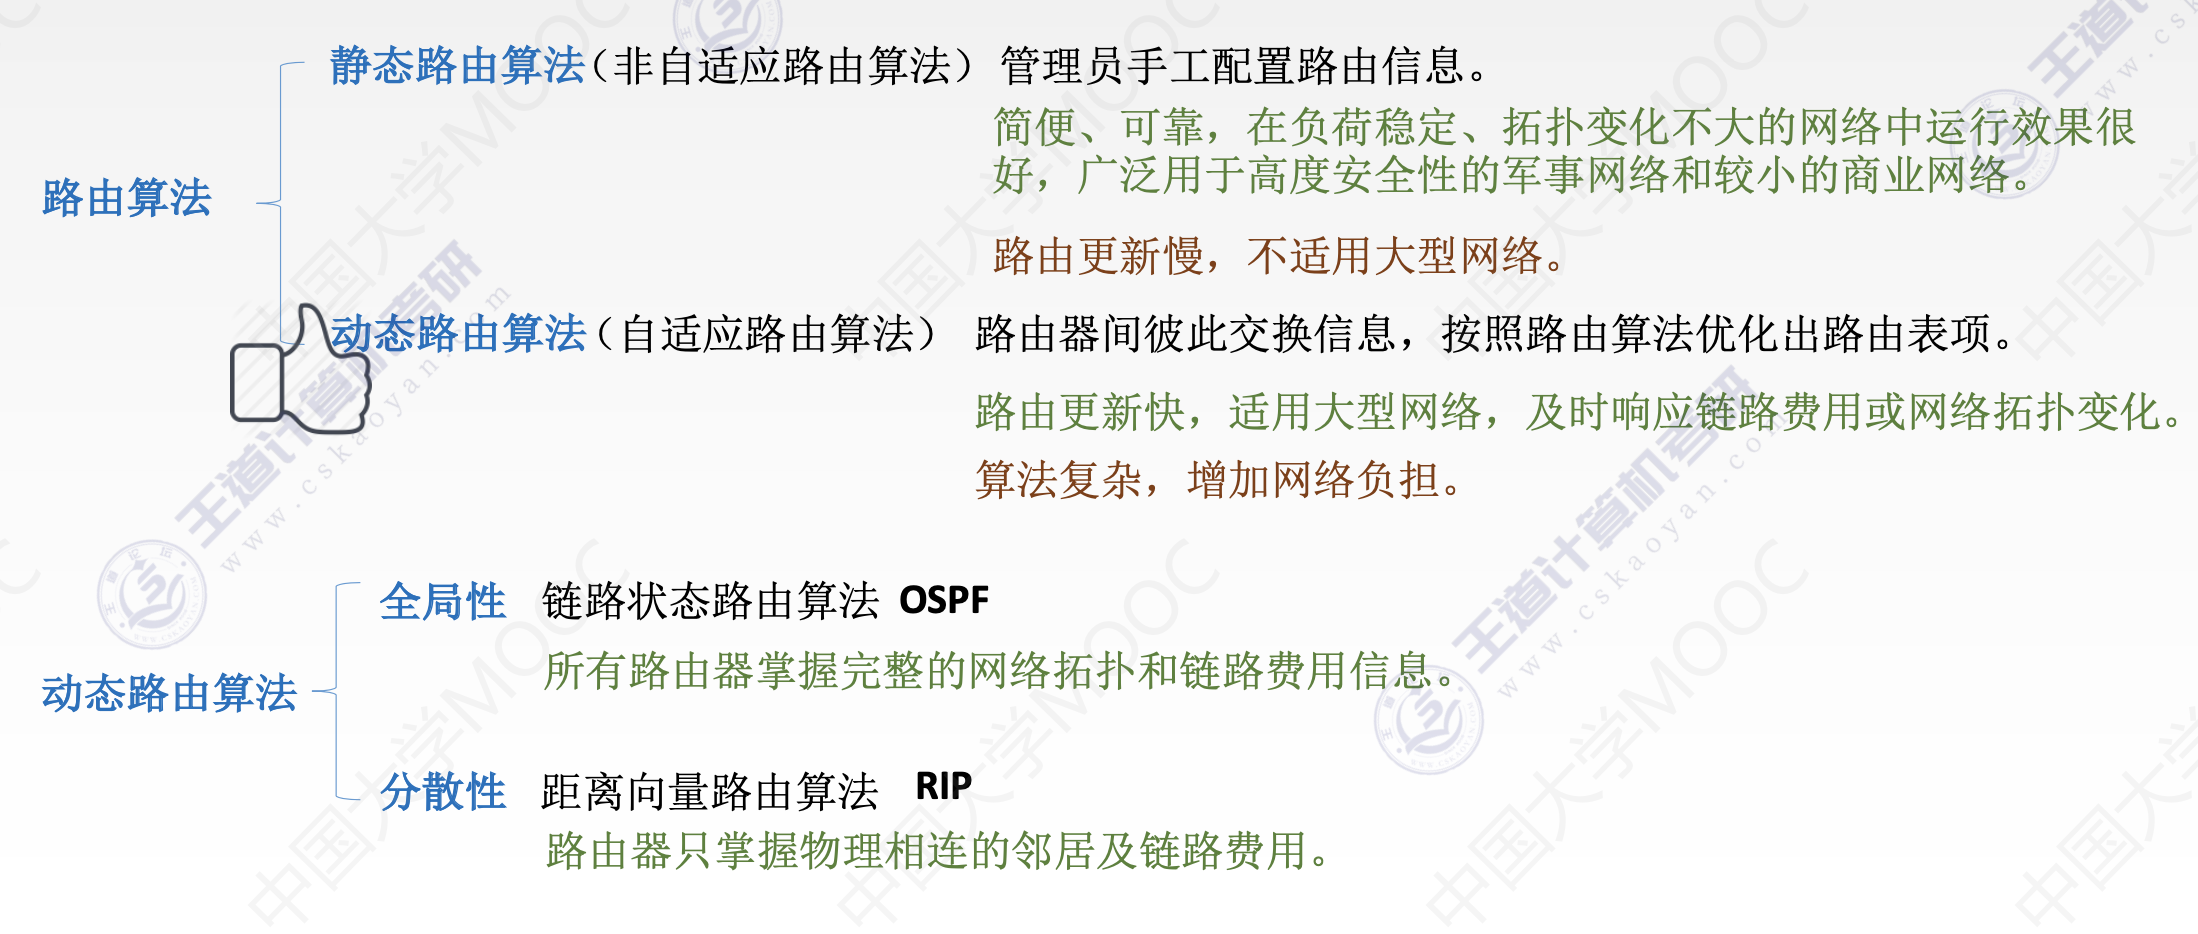 静态路由算法（非自适应路由算法） 管理员手工配置路由信息。
简便、可靠，在负荷稳定、拓扑变化不大的网络中运行效果很
好，广泛用于高度安全性的军事网络和较小的商业网络。
路由算法
路由更新慢，不适用大型网络。
动态路由算法（自适应路由算法） 路由器间彼此交换信息，按照路由算法优化出路由表项。
路由更新快，适用大型网络，及时响应链路费用或网络拓扑变化。
算法复杂，增加网络负担。
全局性 链路状态路由算法 OSPF
所有路由器掌握完整的网络拓扑和链路费用信息。
动态路由算法
分散性 距离向量路由算法 RIP
路由器只掌握物理相连的邻居及链路费用。
中国大学MOOC
王道计算机考研
www.cskaoyan.com